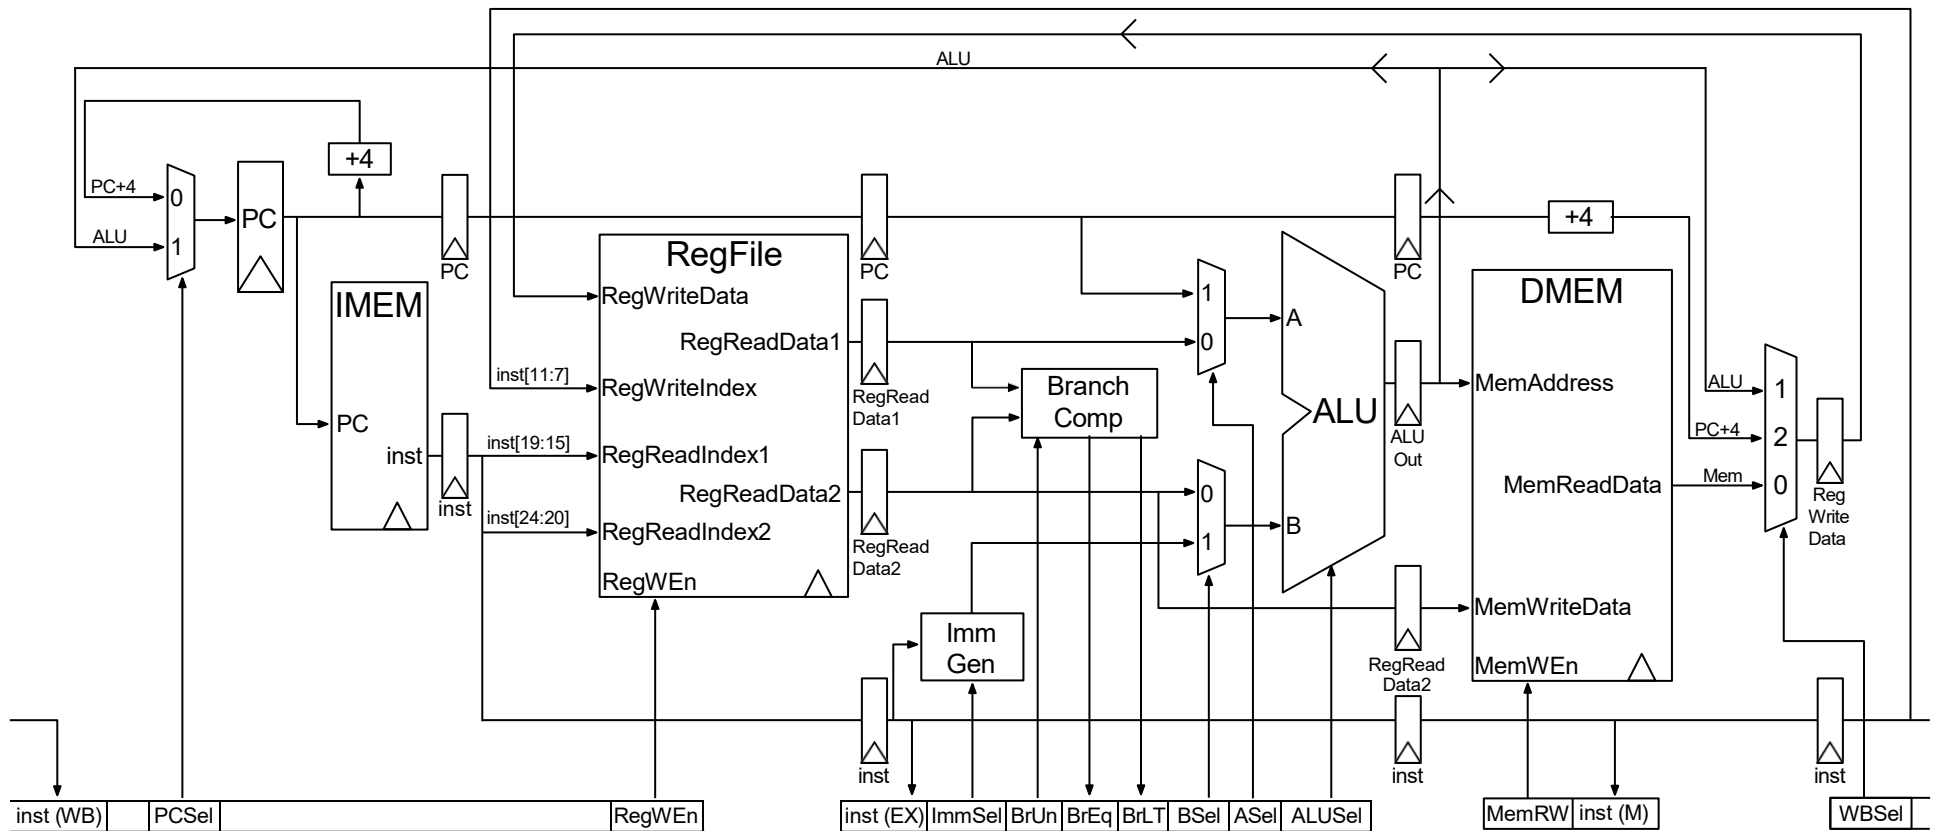 ALU
+4
PC+4
0
ALU
1
PC
PC
IMEM
PC
inst
inst
RegFile
RegWriteData
RegReadData1
inst[11:7]
RegWriteIndex
inst[19:15]
RegReadIndex1
RegReadData2
inst[24:20]
RegReadIndex2
RegWEn
PC
RegRead
Data1
RegRead
Data2
Branch
Comp
Imm
Gen
inst
1
0
0
1
A
B
ALU
PC
ALU
Out
RegRead
Data2
inst
+4
DMEM
MemAddress
MemReadData
MemWriteData
MemWEn
ALU
1
PC+4
2
Mem
0
Reg
Write
Data
inst
inst (WB)
PCSel
RegWEn
inst (EX)
ImmSel
BrUn
BrEq
BrLT
BSel
ASel
ALUSel
MemRW
inst (M)
WBSel